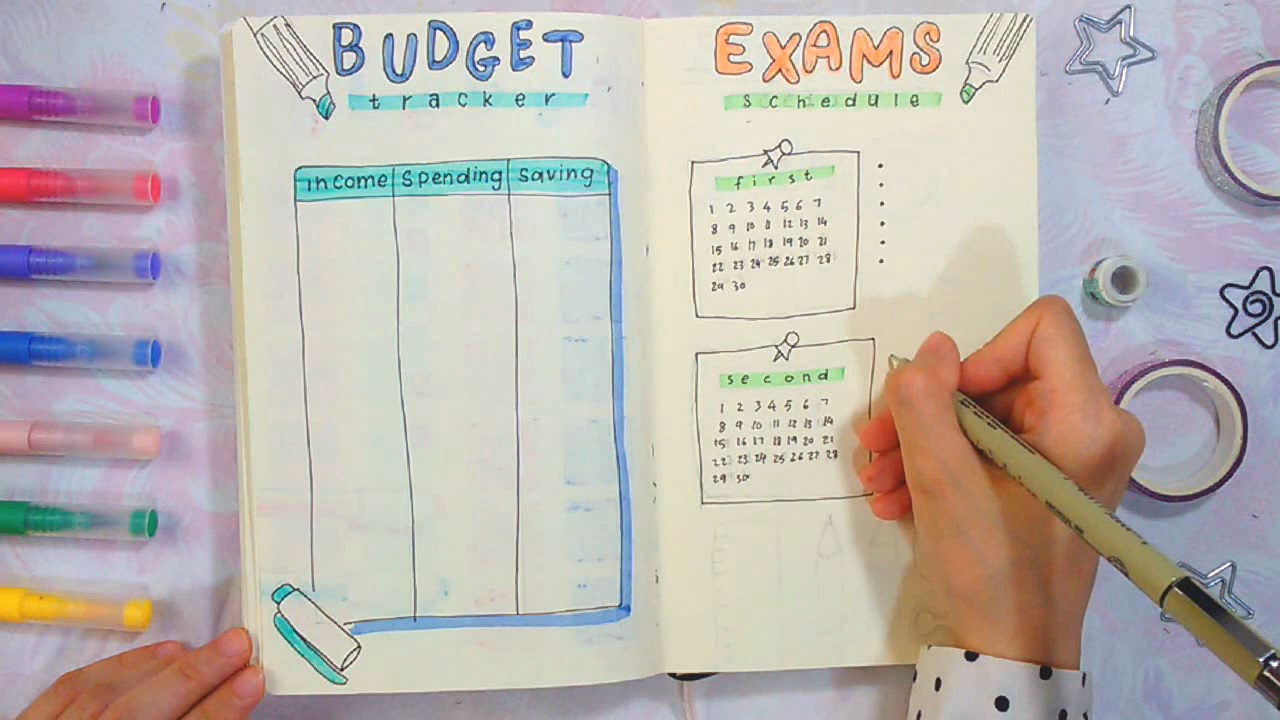 BUDGET
tracker
income spending saving
EXAMS
schedule
first
1 2 3 4 5 6 7
8 9 10 11 12 13 14
15 16 17 18 19 20 21
22 23 24 25 26 27 28
29 30
second
1 2 3 4 5 6 7
8 9 10 11 12 13 14
15 16 17 18 19 20 21
22 23 24 25 26 27 28
29 30